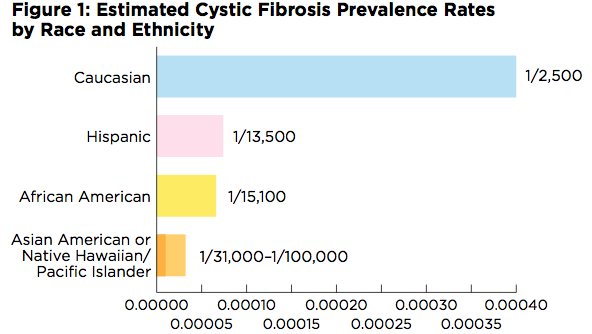 Figure 1: Estimated Cystic Fibrosis Prevalence Rates
by Race and Ethnicity
Caucasian
1/2,500
Hispanic
1/13,500
African American
1/15,100
Asian American or
Native Hawaiian/
Pacific Islander
1/31,000–1/100,000
0.00000 0.00010 0.00020 0.00030 0.00040
0.00005 0.00015 0.00025 0.00035